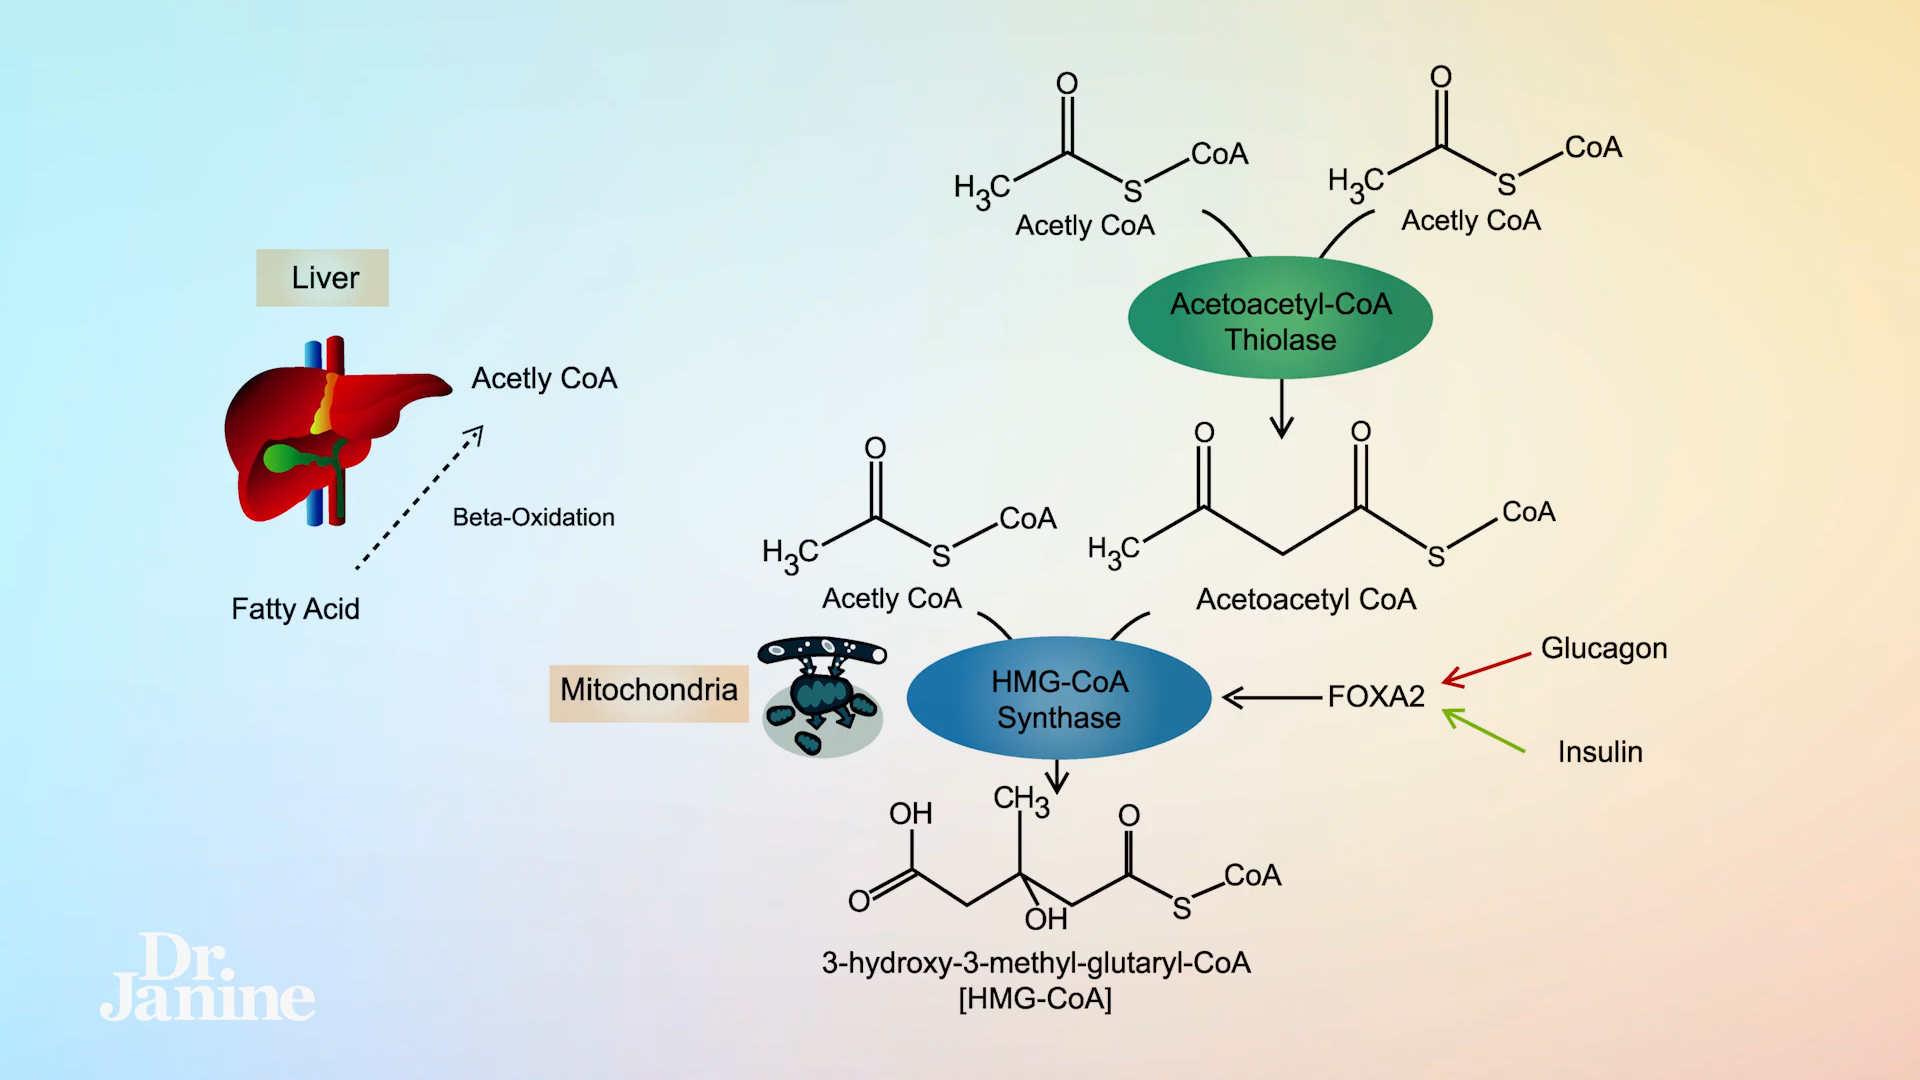 Liver
Acetly CoA
Beta-Oxidation
Fatty Acid
O
H3C
S
CoA
Acetly CoA
O
H3C
S
CoA
Acetly CoA
Acetoacetyl-CoA
Thiolase
O
H3C
S
CoA
Acetly CoA
O
O
H3C
S
CoA
Acetoacetyl CoA
Mitochondria
HMG-CoA
Synthase
FOXA2
Glucagon
Insulin
OH
CH3
O
O
OH
S
CoA
3-hydroxy-3-methyl-glutaryl-CoA
[HMG-CoA]
Dr.
Janine